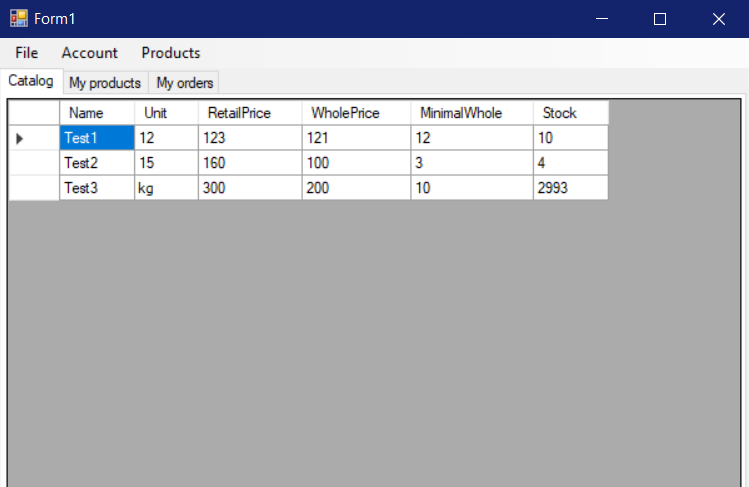 Form1
File Account Products
Catalog My products My orders
Name Unit RetailPrice WholePrice MinimalWhole Stock
Test1 12 123 121 12 10
Test2 15 160 100 3 4
Test3 kg 300 200 10 2993